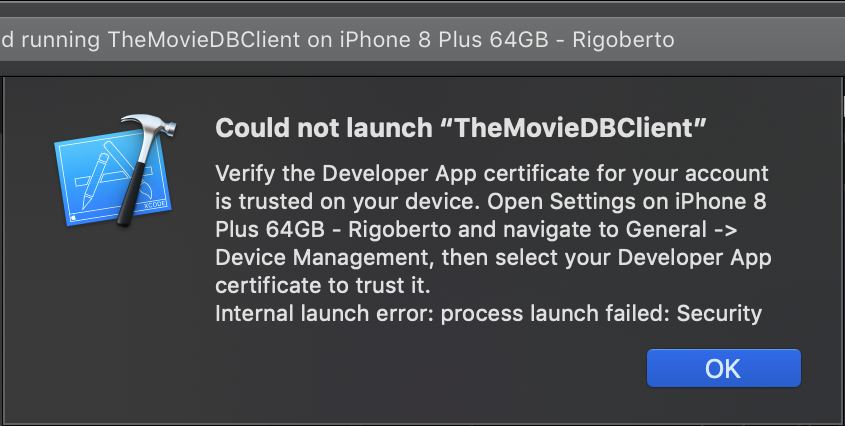 d running TheMovieDBClient on iPhone 8 Plus 64GB - Rigoberto
Could not launch “TheMovieDBClient”
Verify the Developer App certificate for your account
is trusted on your device. Open Settings on iPhone 8
Plus 64GB - Rigoberto and navigate to General ->
Device Management, then select your Developer App
certificate to trust it.
Internal launch error: process launch failed: Security
XCODE
OK